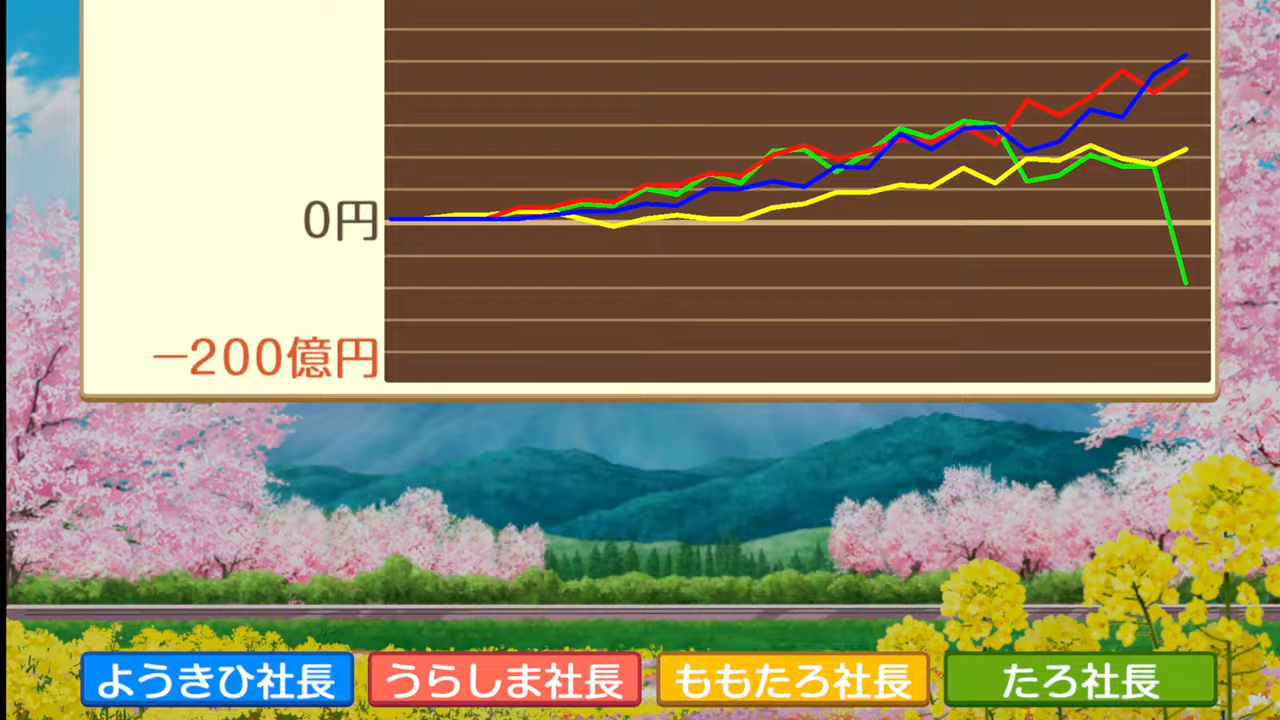 0円
−200億円
ようきひ社長
うらしま社長
ももたろ社長
たろ社長